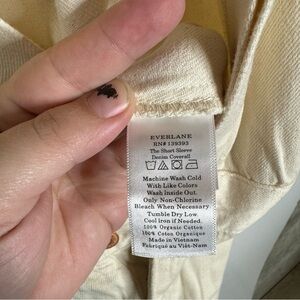 EVERLANE
RN# 139393
The Short Sleeve
Denim Coverall
Machine Wash Cold
With Like Colors
Wash Inside Out.
Only Non-Chlorine
Bleach When Necessary
Tumble Dry Low.
Cool iron if Needed.
100% Organic Cotton
100% Coton Organique
Made in Vietnam
Fabriqué au Viêt-Nam